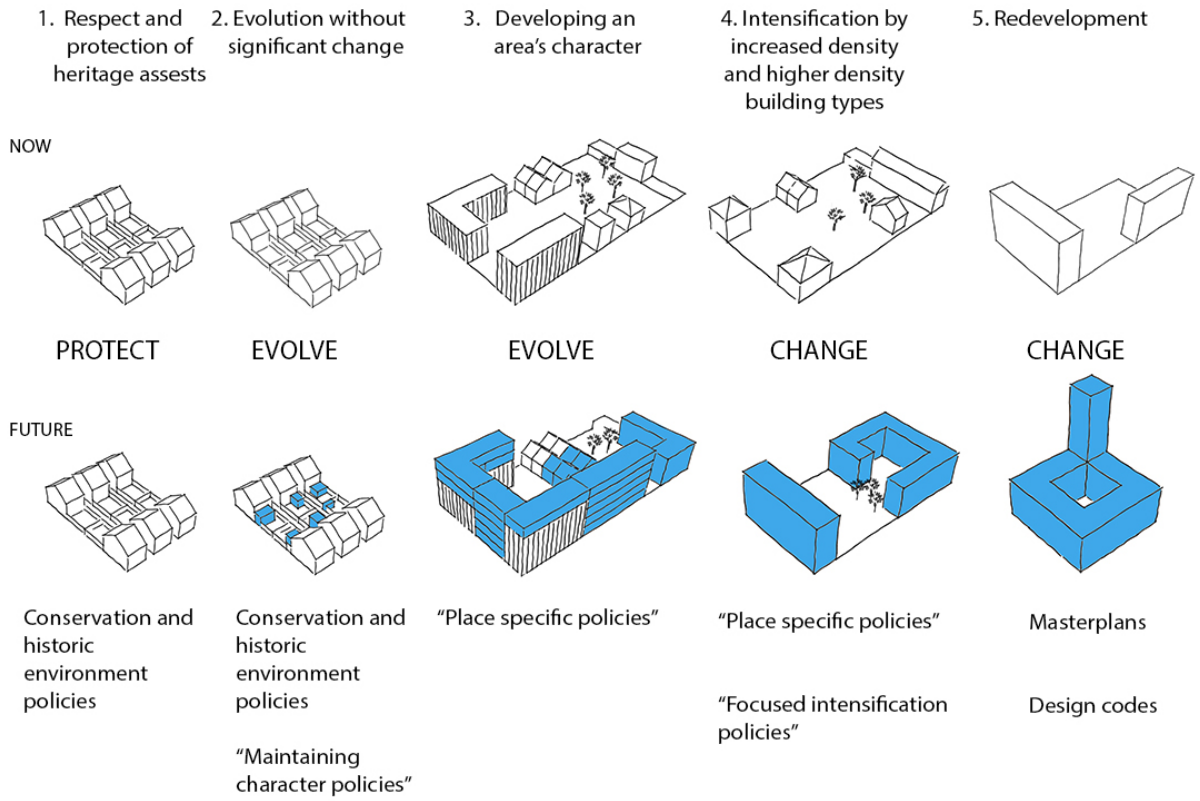 1. Respect and
protection of
heritage assests
2. Evolution without
significant change
3. Developing an
area's character
4. Intensification by
increased density
and higher density
building types
5. Redevelopment
NOW
PROTECT
EVOLVE
EVOLVE
CHANGE
CHANGE
FUTURE
Conservation and
historic
environment
policies
Conservation and
historic
environment
policies
“Maintaining
character policies”
“Place specific policies”
“Place specific policies”
“Focused intensification
policies”
Masterplans
Design codes